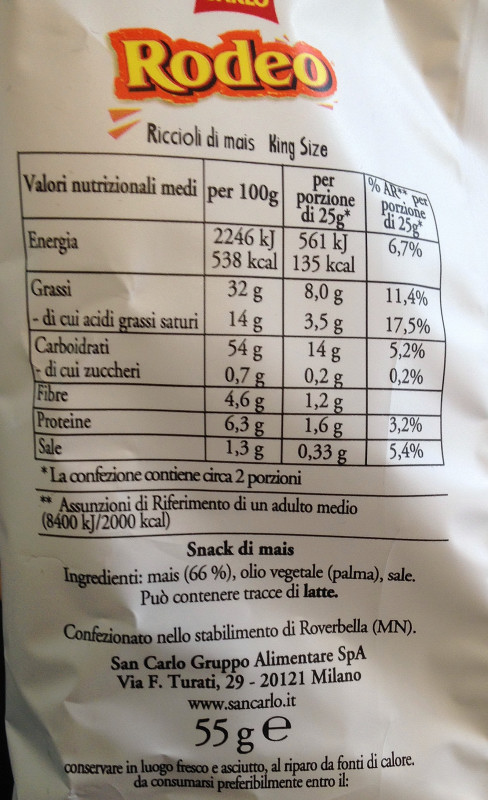 Rodeo
Riccioli di mais King Size
Valori nutrizionali medi per 100g per porzione di 25g* % AR** per porzione di 25g*
Energia 2246 kJ 561 kJ 6,7%
538 kcal 135 kcal
Grassi 32 g 8,0 g 11,4%
- di cui acidi grassi saturi 14 g 3,5 g 17,5%
Carboidrati 54 g 14 g 5,2%
- di cui zuccheri 0,7 g 0,2 g 0,2%
Fibre 4,6 g 1,2 g
Proteine 6,3 g 1,6 g 3,2%
Sale 1,3 g 0,33 g 5,4%
*La confezione contiene circa 2 porzioni
** Assunzioni di Riferimento di un adulto medio
(8400 kJ/2000 kcal)
Snack di mais
Ingredienti: mais (66 %), olio vegetale (palma), sale.
Può contenere tracce di latte.
Confezionato nello stabilimento di Roverbella (MN).
San Carlo Gruppo Alimentare SpA
Via F. Turati, 29 - 20121 Milano
www.sancarlo.it
55 g e
conservare in luogo fresco e asciutto, al riparo da fonti di calore.
da consumarsi preferibilmente entro il: